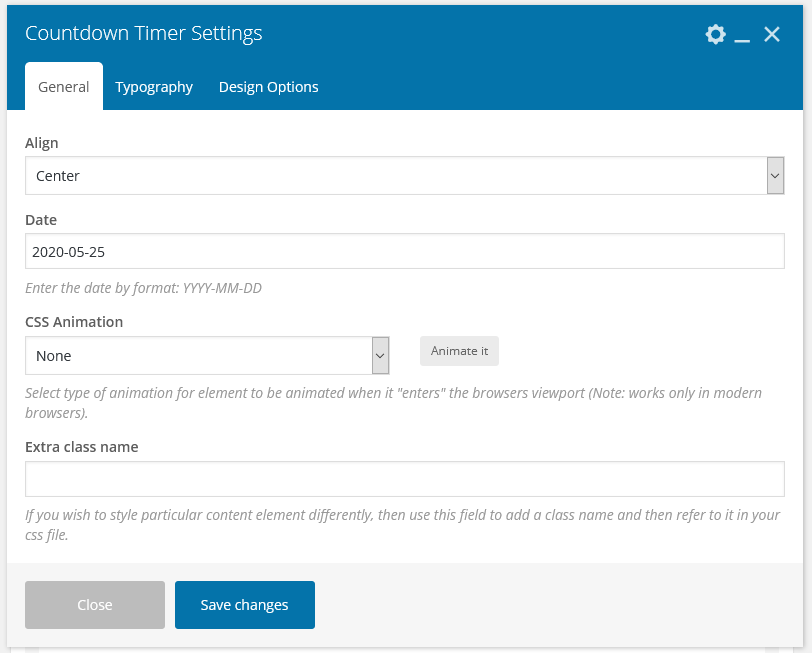 Countdown Timer Settings
General Typography Design Options
Align
Center
Date
2020-05-25
Enter the date by format: YYYY-MM-DD
CSS Animation
None Animate it
Select type of animation for element to be animated when it "enters" the browsers viewport (Note: works only in modern
browsers).
Extra class name
If you wish to style particular content element differently, then use this field to add a class name and then refer to it in your
css file.
Close Save changes